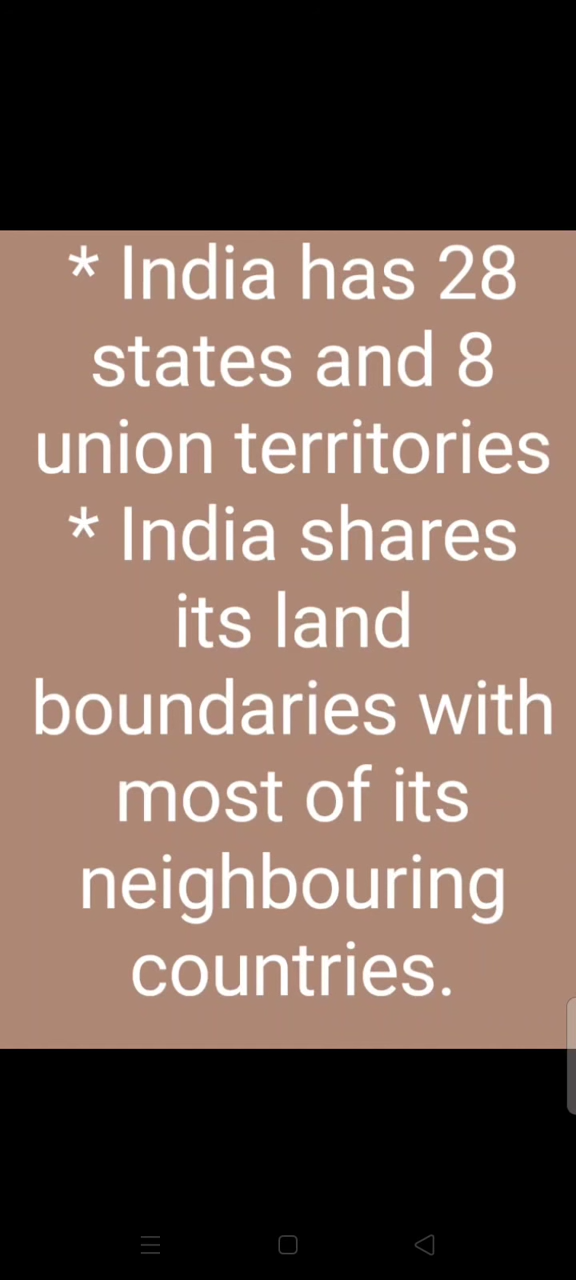 * India has 28
states and 8
union territories
* India shares
its land
boundaries with
most of its
neighbouring
countries.